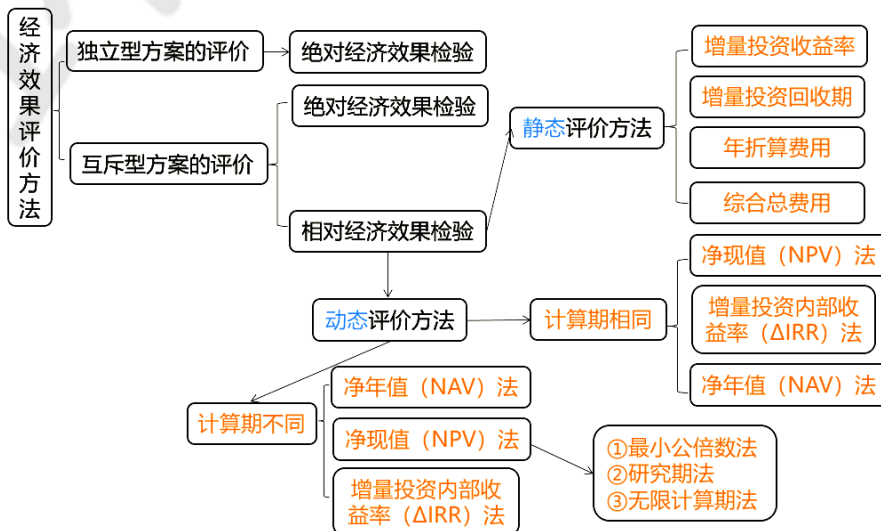 经济效果评价方法
独立型方案的评价
绝对经济效果检验
互斥型方案的评价
绝对经济效果检验
相对经济效果检验
静态评价方法
增量投资收益率
增量投资回收期
年折算费用
综合总费用
动态评价方法
计算期相同
净现值（NPV）法
增量投资内部收
益率（ΔIRR）法
净年值（NAV）法
计算期不同
净年值（NAV）法
净现值（NPV）法
增量投资内部收
益率（ΔIRR）法
①最小公倍数法
②研究期法
③无限计算期法